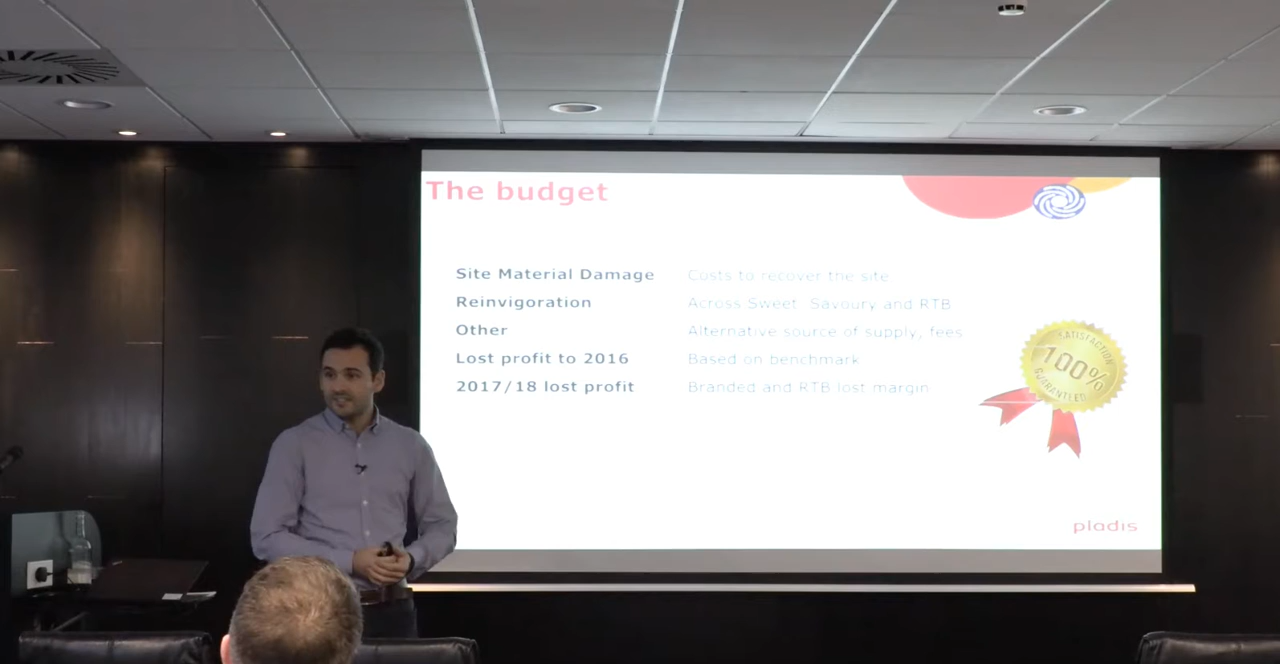 The budget
Site Material Damage Costs to recover the site
Reinvigoration Across Sweet, Savoury and RTB
Other Alternative source of supply, fees
Lost profit to 2016 Based on benchmark
2017/18 lost profit Branded and RTB lost margin
SATISFACTION
100%
GUARANTEED
pladis